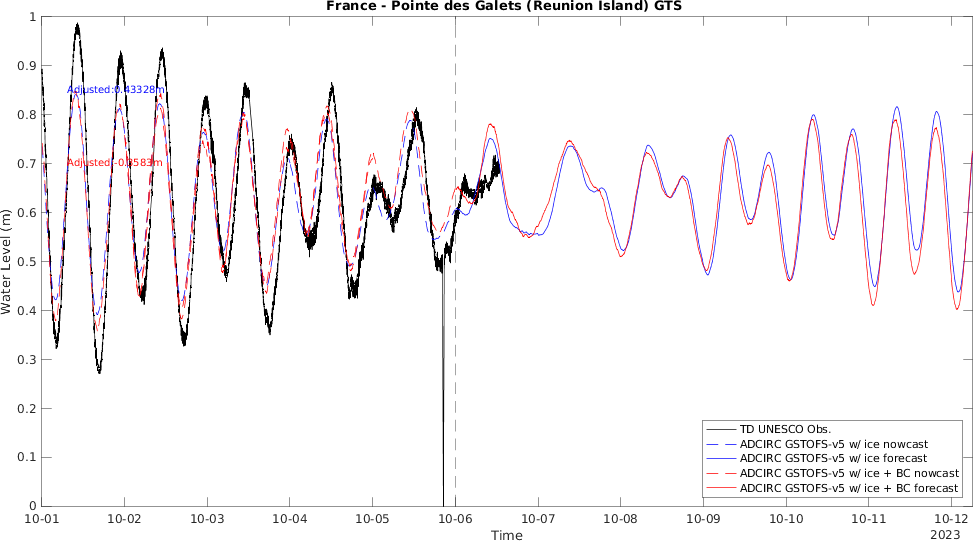 France - Pointe des Galets (Reunion Island) GTS
Water Level (m)
1
0.9
0.8
0.7
0.6
0.5
0.4
0.3
0.2
0.1
0
Adjusted:0.43328m
TD UNESCO Obs.
ADCIRC GSTOFS-v5 w/ ice nowcast
ADCIRC GSTOFS-v5 w/ ice forecast
ADCIRC GSTOFS-v5 w/ ice + BC nowcast
ADCIRC GSTOFS-v5 w/ ice + BC forecast
10-01 10-02 10-03 10-04 10-05 10-06 10-07 10-08 10-09 10-10 10-11 10-12
Time
2023